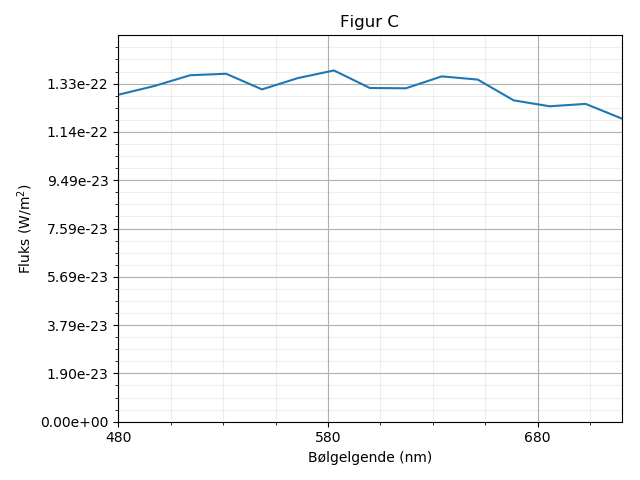 Figur C
1.33e-22
1.14e-22
9.49e-23
7.59e-23
5.69e-23
3.79e-23
1.90e-23
0.00e+00
Fluks (W/m²)
480 580 680
Bølgelgende (nm)